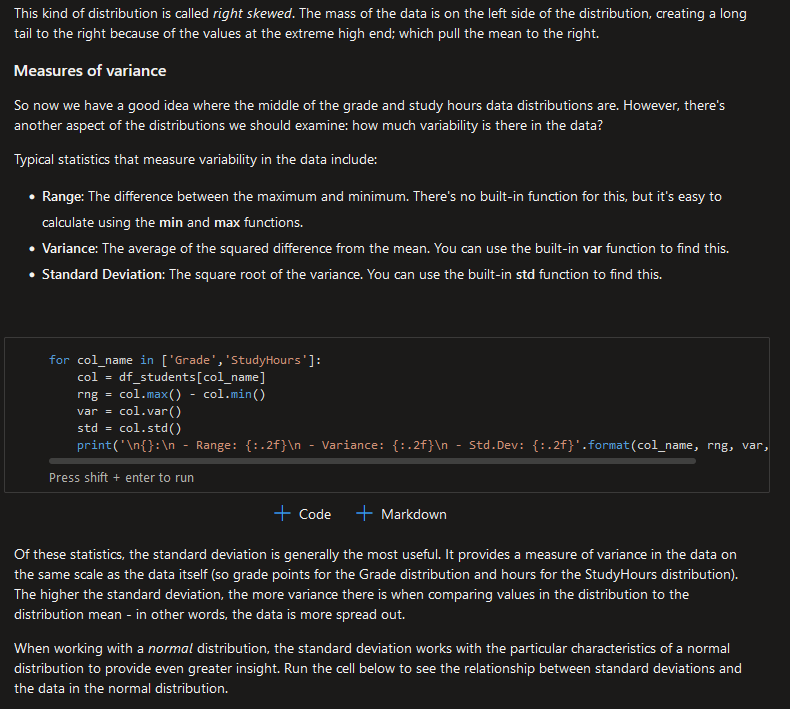 This kind of distribution is called right skewed. The mass of the data is on the left side of the distribution, creating a long
tail to the right because of the values at the extreme high end; which pull the mean to the right.
Measures of variance
So now we have a good idea where the middle of the grade and study hours data distributions are. However, there's
another aspect of the distributions we should examine: how much variability is there in the data?
Typical statistics that measure variability in the data include:
• Range: The difference between the maximum and minimum. There's no built-in function for this, but it's easy to
calculate using the min and max functions.
• Variance: The average of the squared difference from the mean. You can use the built-in var function to find this.
• Standard Deviation: The square root of the variance. You can use the built-in std function to find this.
for col_name in ['Grade','StudyHours']:
    col = df_students[col_name]
    rng = col.max() - col.min()
    var = col.var()
    std = col.std()
    print('\n{}:\n - Range: {:.2f}\n - Variance: {:.2f}\n - Std.Dev: {:.2f}'.format(col_name, rng, var,
Press shift + enter to run
+ Code + Markdown
Of these statistics, the standard deviation is generally the most useful. It provides a measure of variance in the data on
the same scale as the data itself (so grade points for the Grade distribution and hours for the StudyHours distribution).
The higher the standard deviation, the more variance there is when comparing values in the distribution to the
distribution mean - in other words, the data is more spread out.
When working with a normal distribution, the standard deviation works with the particular characteristics of a normal
distribution to provide even greater insight. Run the cell below to see the relationship between standard deviations and
the data in the normal distribution.